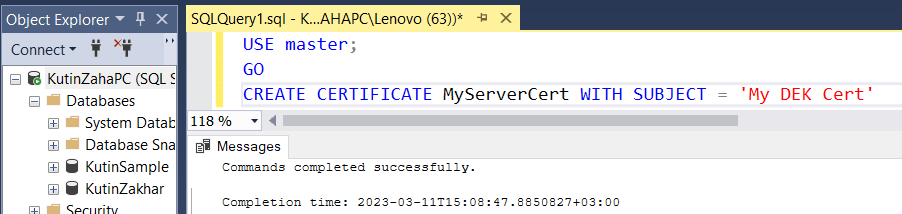 Object Explorer
SQLQuery1.sql - K...AHAPC\Lenovo (63))*
Connect
USE master;
GO
CREATE CERTIFICATE MyServerCert WITH SUBJECT = 'My DEK Cert'
KutinZahaPC (SQL S
Databases
System Datab
Database Sna
KutinSample
KutinZakhar
Security
118 %
Messages
Commands completed successfully.
Completion time: 2023-03-11T15:08:47.8850827+03:00